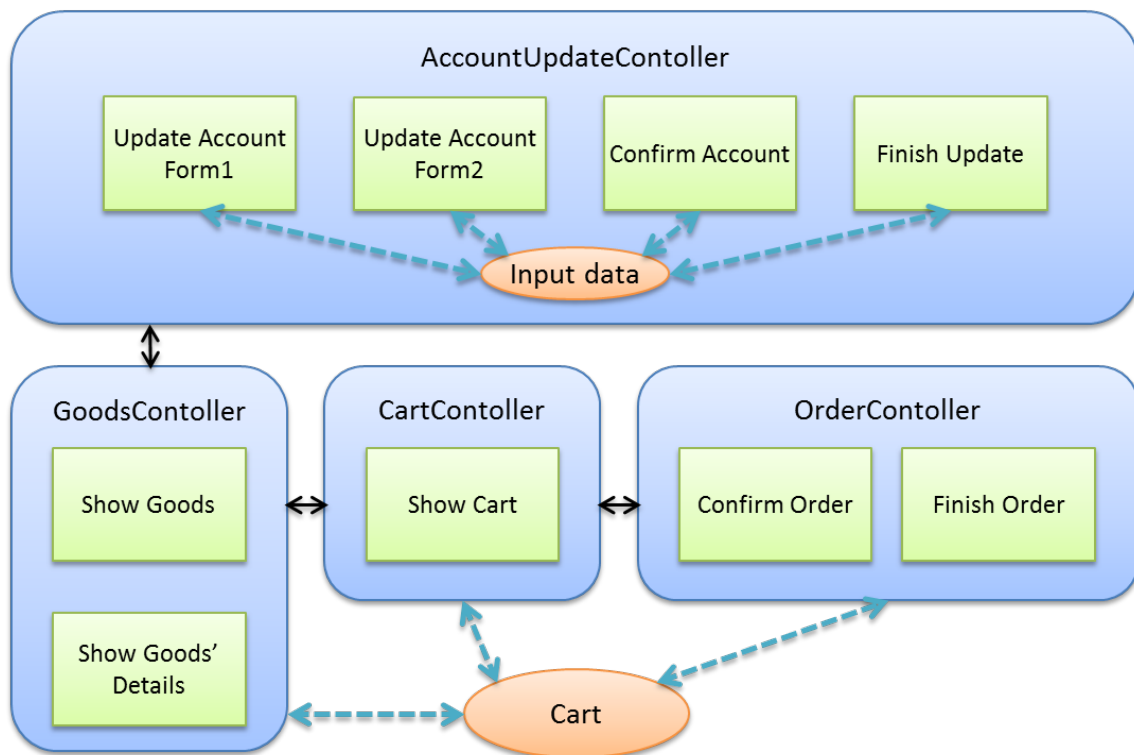 AccountUpdateContoller
Update Account
Form1
Update Account
Form2
Confirm Account
Finish Update
Input data
GoodsContoller
Show Goods
Show Goods’
Details
CartContoller
Show Cart
OrderContoller
Confirm Order
Finish Order
Cart